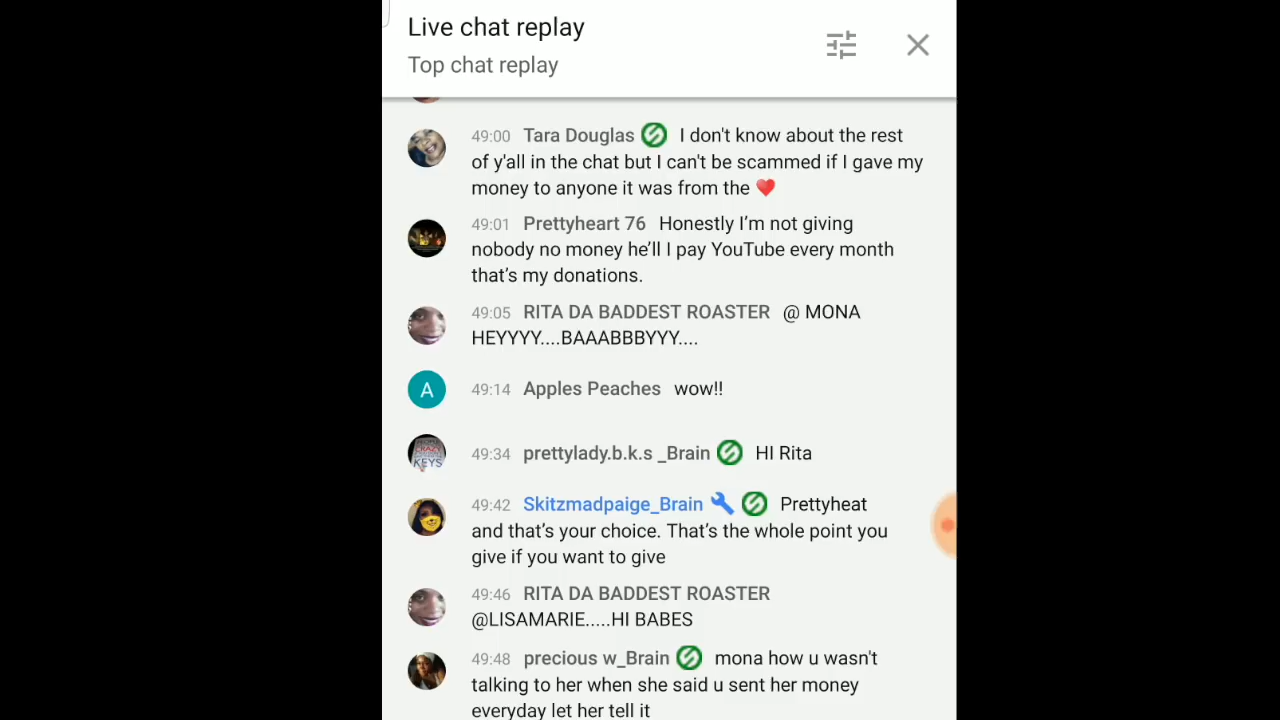 Live chat replay
Top chat replay
49:00 Tara Douglas I don't know about the rest
of y'all in the chat but I can't be scammed if I gave my
money to anyone it was from the ❤️
49:01 Prettyheart 76 Honestly I’m not giving
nobody no money he’ll I pay YouTube every month
that’s my donations.
49:05 RITA DA BADDEST ROASTER @ MONA
HEYYYY....BAAABBBYYY....
A 49:14 Apples Peaches wow!!
CRAZY
KEYS
49:34 prettylady.b.k.s _Brain HI Rita
49:42 Skitzmadpaige_Brain Prettyheat
and that’s your choice. That’s the whole point you
give if you want to give
49:46 RITA DA BADDEST ROASTER
@LISAMARIE.....HI BABES
49:48 precious w_Brain mona how u wasn't
talking to her when she said u sent her money
everyday let her tell it